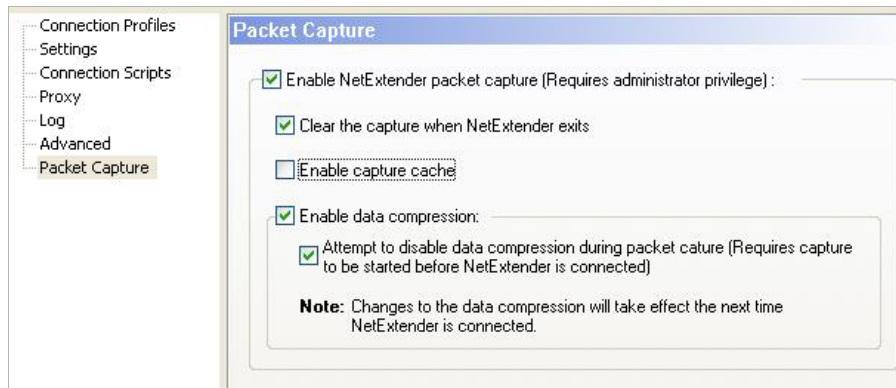 Connection Profiles
Settings
Connection Scripts
Proxy
Log
Advanced
Packet Capture
Packet Capture
Enable NetExtender packet capture (Requires administrator privilege) :
Clear the capture when NetExtender exits
Enable capture cache
Enable data compression:
Attempt to disable data compression during packet cature (Requires capture
to be started before NetExtender is connected)
Note: Changes to the data compression will take effect the next time
NetExtender is connected.